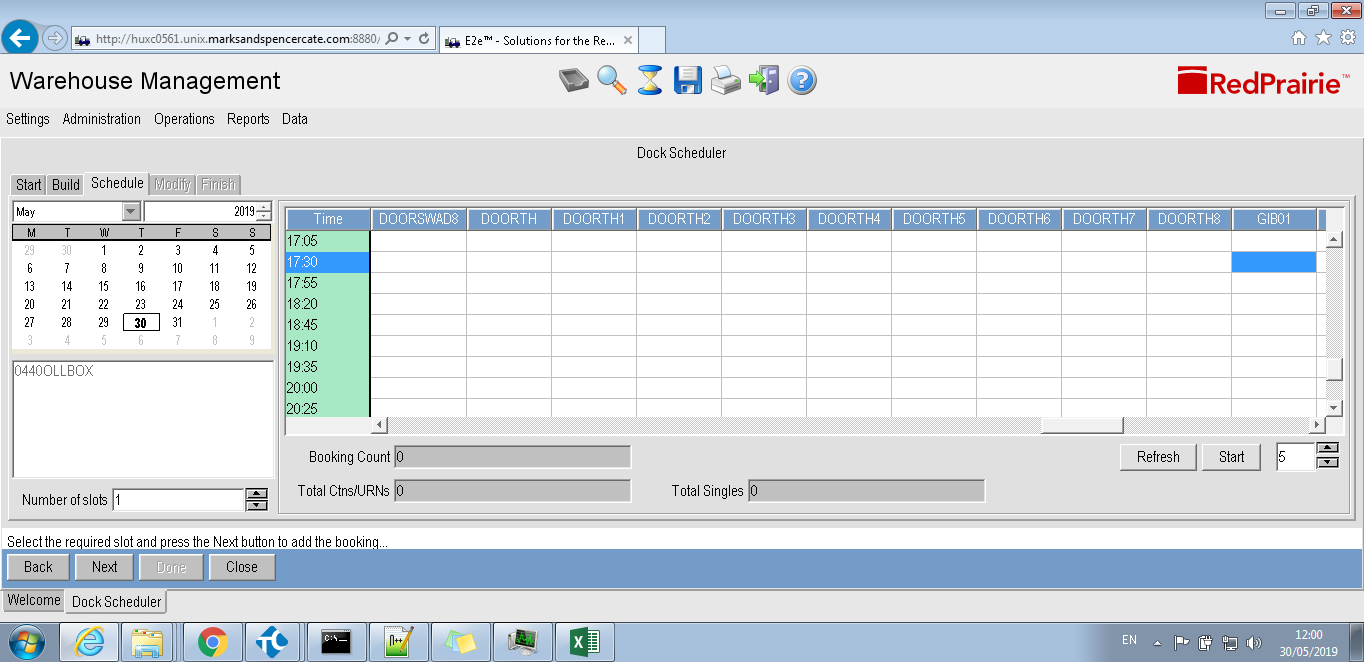 http://huxc0561.unix.marksandspencercate.com:8880/
E2e™ - Solutions for the Re...
Warehouse Management
RedPrairie™
Settings Administration Operations Reports Data
Dock Scheduler
Start Build Schedule Modify Finish
May 2019
M T W T F S S
29 30 1 2 3 4 5
6 7 8 9 10 11 12
13 14 15 16 17 18 19
20 21 22 23 24 25 26
27 28 29 30 31 1 2
3 4 5 6 7 8 9
0440OLLBOX
Number of slots 1
Time DOORSWAD8 DOORTH DOORTH1 DOORTH2 DOORTH3 DOORTH4 DOORTH5 DOORTH6 DOORTH7 DOORTH8 GIB01
17:05
17:30
17:55
18:20
18:45
19:10
19:35
20:00
20:25
Booking Count 0
Refresh Start 5
Total Ctns/URNs 0 Total Singles 0
Select the required slot and press the Next button to add the booking...
Back Next Done Close
Welcome Dock Scheduler
EN
12:00
30/05/2019